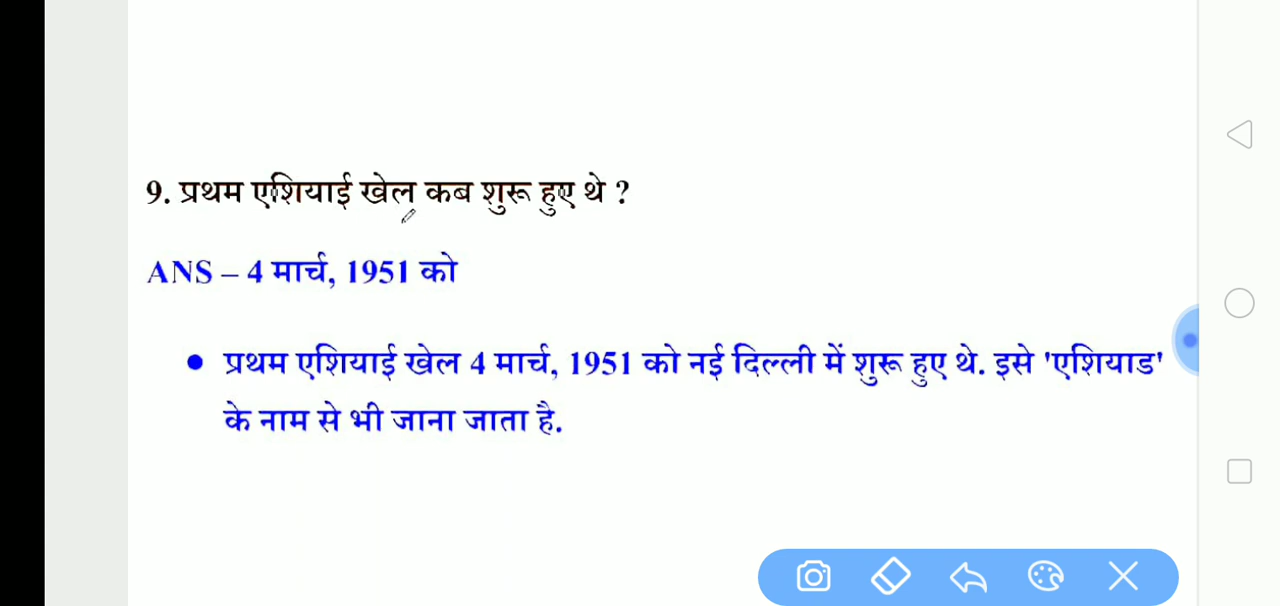 9. प्रथम एशियाई खेल कब शुरू हुए थे ?
ANS – 4 मार्च, 1951 को
• प्रथम एशियाई खेल 4 मार्च, 1951 को नई दिल्ली में शुरू हुए थे. इसे 'एशियाड'
के नाम से भी जाना जाता है.